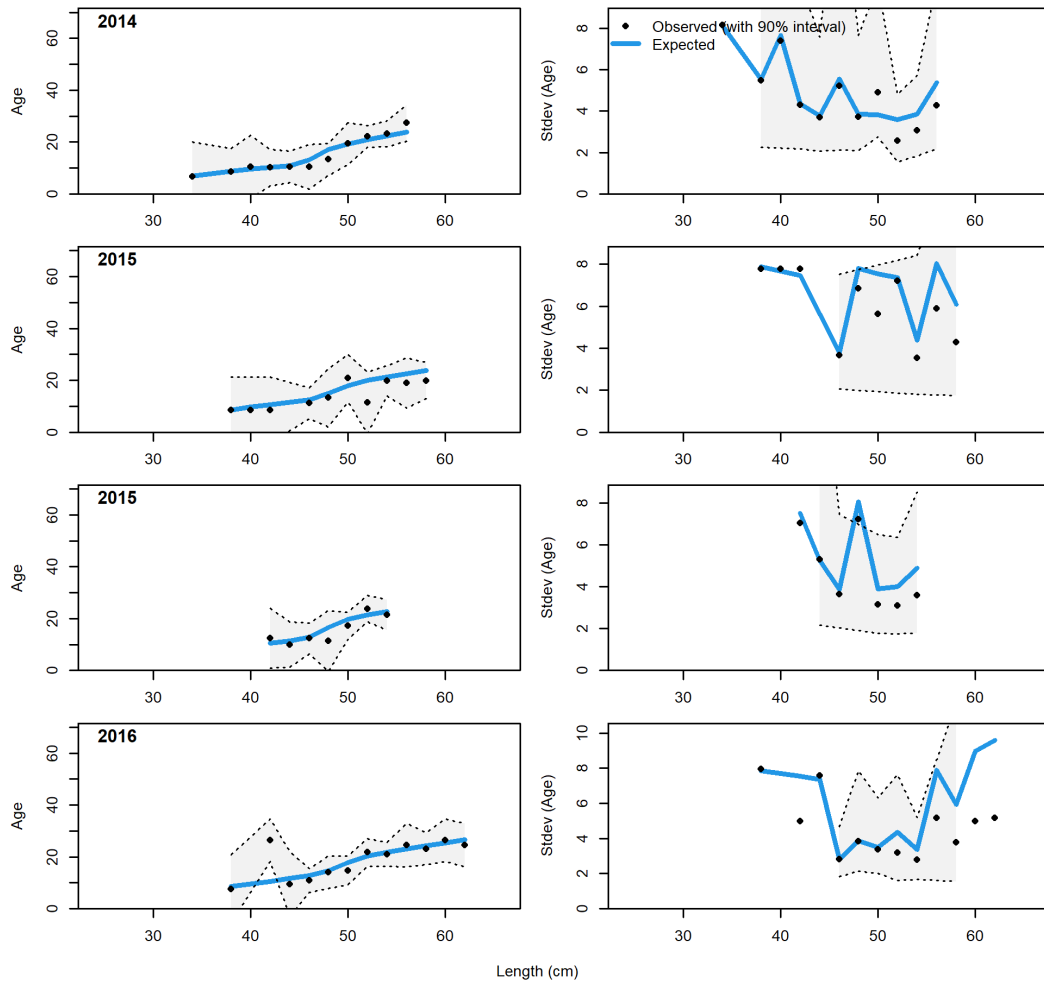 2014
Age
0 20 40 60
30 40 50 60
Observed (with 90% interval)
Expected
Stdev (Age)
0 2 4 6 8
30 40 50 60
2015
Age
0 20 40 60
30 40 50 60
Stdev (Age)
0 2 4 6 8
30 40 50 60
2015
Age
0 20 40 60
30 40 50 60
Stdev (Age)
0 2 4 6 8
30 40 50 60
2016
Age
0 20 40 60
30 40 50 60
Stdev (Age)
0 2 4 6 8 10
30 40 50 60
Length (cm)